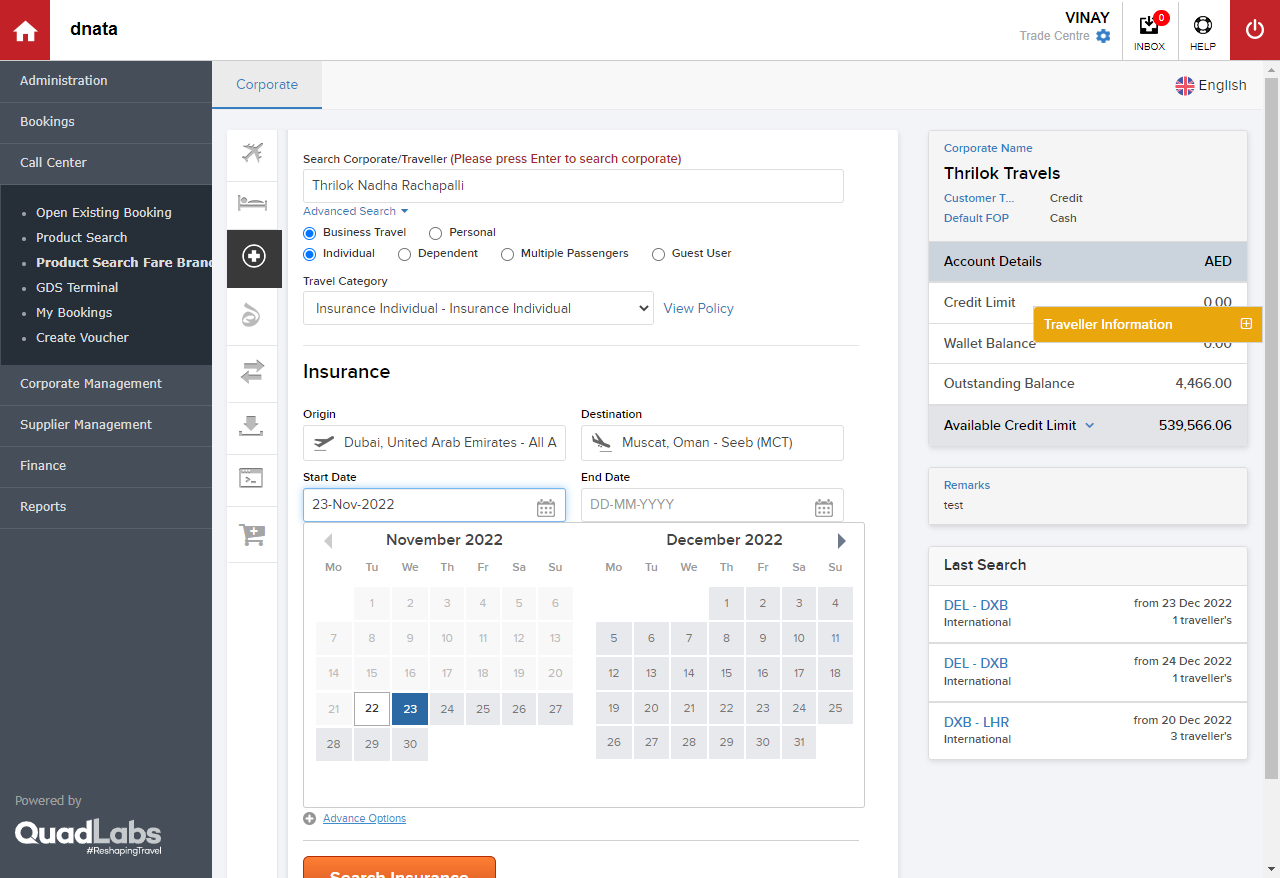 dnata
VINAY
Trade Centre
0
INBOX
HELP
Administration
Bookings
Call Center
Open Existing Booking
Product Search
Product Search Fare Brand
GDS Terminal
My Bookings
Create Voucher
Corporate Management
Supplier Management
Finance
Reports
Powered by
QuadLabs
#ReshapingTravel
Corporate
English
Search Corporate/Traveller (Please press Enter to search corporate)
Thrilok Nadha Rachapalli
Advanced Search
Business Travel Personal
Individual Dependent Multiple Passengers Guest User
Travel Category
Insurance Individual - Insurance Individual View Policy
Insurance
Origin Destination
Dubai, United Arab Emirates - All A Muscat, Oman - Seeb (MCT)
Start Date End Date
23-Nov-2022 DD-MM-YYYY
November 2022 December 2022
Mo Tu We Th Fr Sa Su Mo Tu We Th Fr Sa Su
1 2 3 4 5 6 1 2 3 4
7 8 9 10 11 12 13 5 6 7 8 9 10 11
14 15 16 17 18 19 20 12 13 14 15 16 17 18
21 22 23 24 25 26 27 19 20 21 22 23 24 25
28 29 30 26 27 28 29 30 31
Advance Options
Search Insurance
Corporate Name
Thrilok Travels
Customer T... Credit
Default FOP Cash
Account Details AED
Credit Limit 0.00
Traveller Information
Wallet Balance 0.00
Outstanding Balance 4,466.00
Available Credit Limit 539,566.06
Remarks
test
Last Search
DEL - DXB from 23 Dec 2022
International 1 traveller's
DEL - DXB from 24 Dec 2022
International 1 traveller's
DXB - LHR from 20 Dec 2022
International 3 traveller's